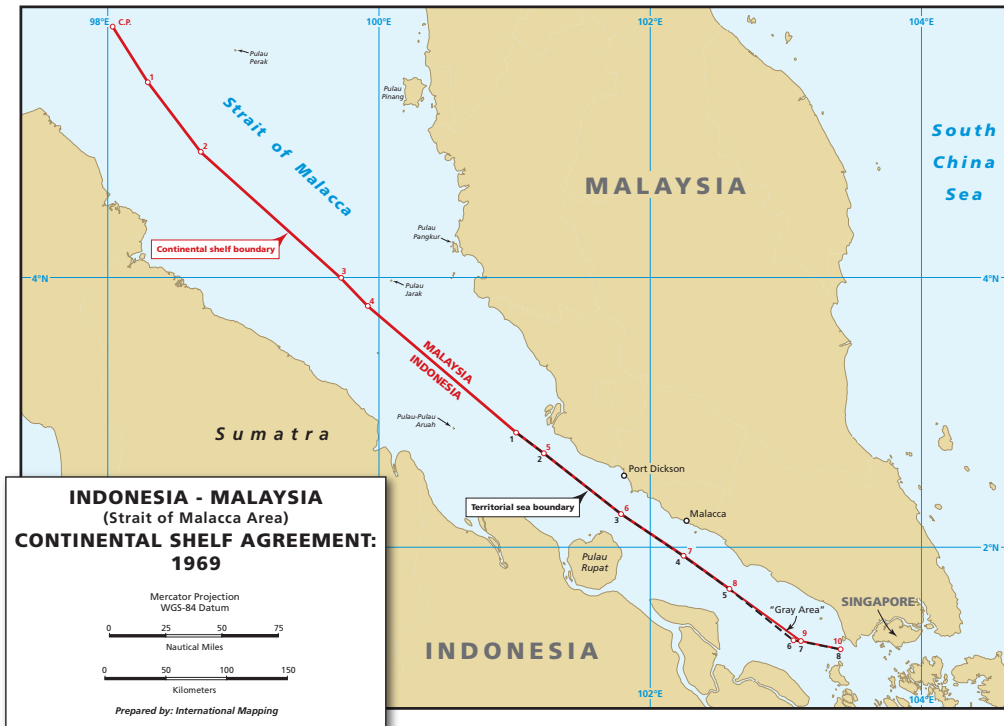 98°E
C.P.
100°E
102°E
104°E
1
Pulau
Perak
Pulau
Pinang
2
Strait of Malacca
South
China
Sea
MALAYSIA
Continental shelf boundary
Pulau
Pangkur
4°N
3
Pulau
Jarak
4°N
4
MALAYSIA
INDONESIA
Pulau-Pulau
Aruah
Sumatra
1
5
2
Port Dickson
Territorial sea boundary
6
3
Malacca
2°N
Pulau
Rupat
7
4
8
5
"Gray Area"
SINGAPORE
9
10
6
7
8
INDONESIA
102°E
104°E
INDONESIA - MALAYSIA
(Strait of Malacca Area)
CONTINENTAL SHELF AGREEMENT:
1969
Mercator Projection
WGS-84 Datum
0 25 50 75
Nautical Miles
0 50 100 150
Kilometers
Prepared by: International Mapping